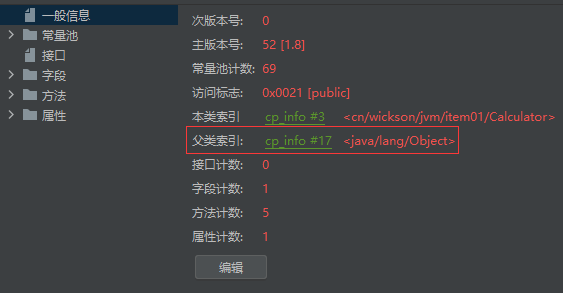 一般信息
常量池
接口
字段
方法
属性
次版本号: 0
主版本号: 52 [1.8]
常量池计数: 69
访问标志: 0x0021 [public]
本类索引 cp_info #3 <cn/wickson/jvm/item01/Calculator>
父类索引: cp_info #17 <java/lang/Object>
接口计数: 0
字段计数: 1
方法计数: 5
属性计数: 1
编辑